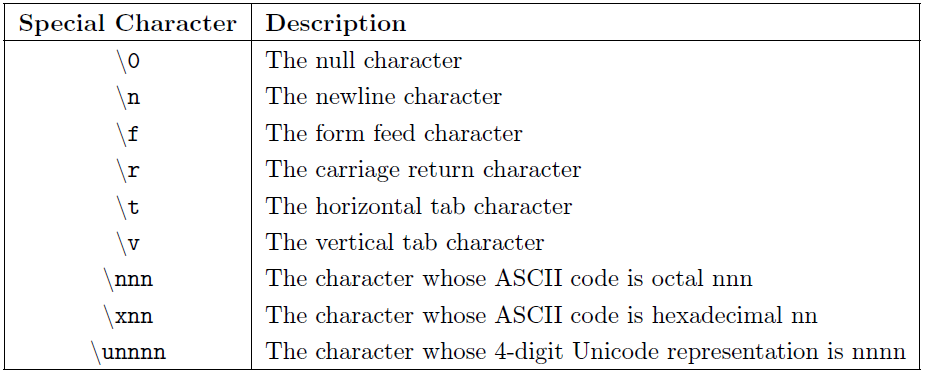 Special Character Description
\0 The null character
\n The newline character
\f The form feed character
\r The carriage return character
\t The horizontal tab character
\v The vertical tab character
\nnn The character whose ASCII code is octal nnn
\xnn The character whose ASCII code is hexadecimal nn
\unnnn The character whose 4-digit Unicode representation is nnnn